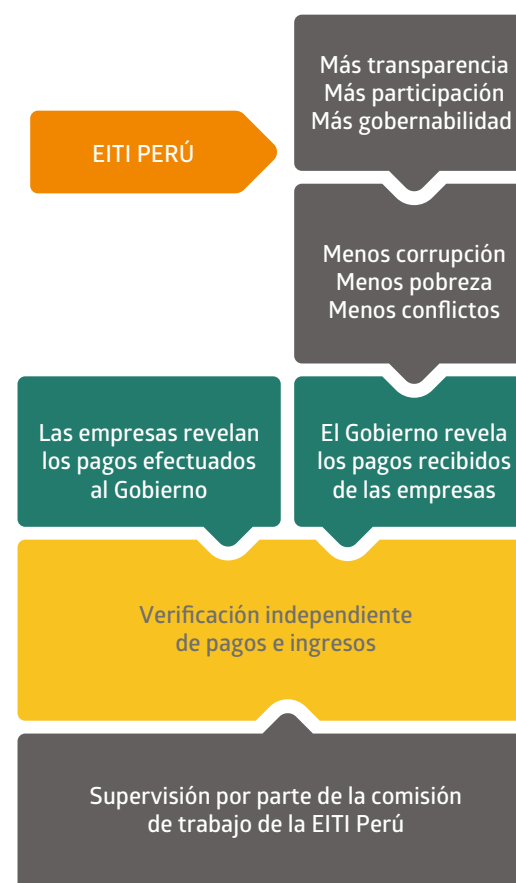 Más transparencia
Más participación
Más gobernabilidad
EITI PERÚ
Menos corrupción
Menos pobreza
Menos conflictos
Las empresas revelan
los pagos efectuados
al Gobierno
El Gobierno revela
los pagos recibidos
de las empresas
Verificación independiente
de pagos e ingresos
Supervisión por parte de la comisión
de trabajo de la EITI Perú